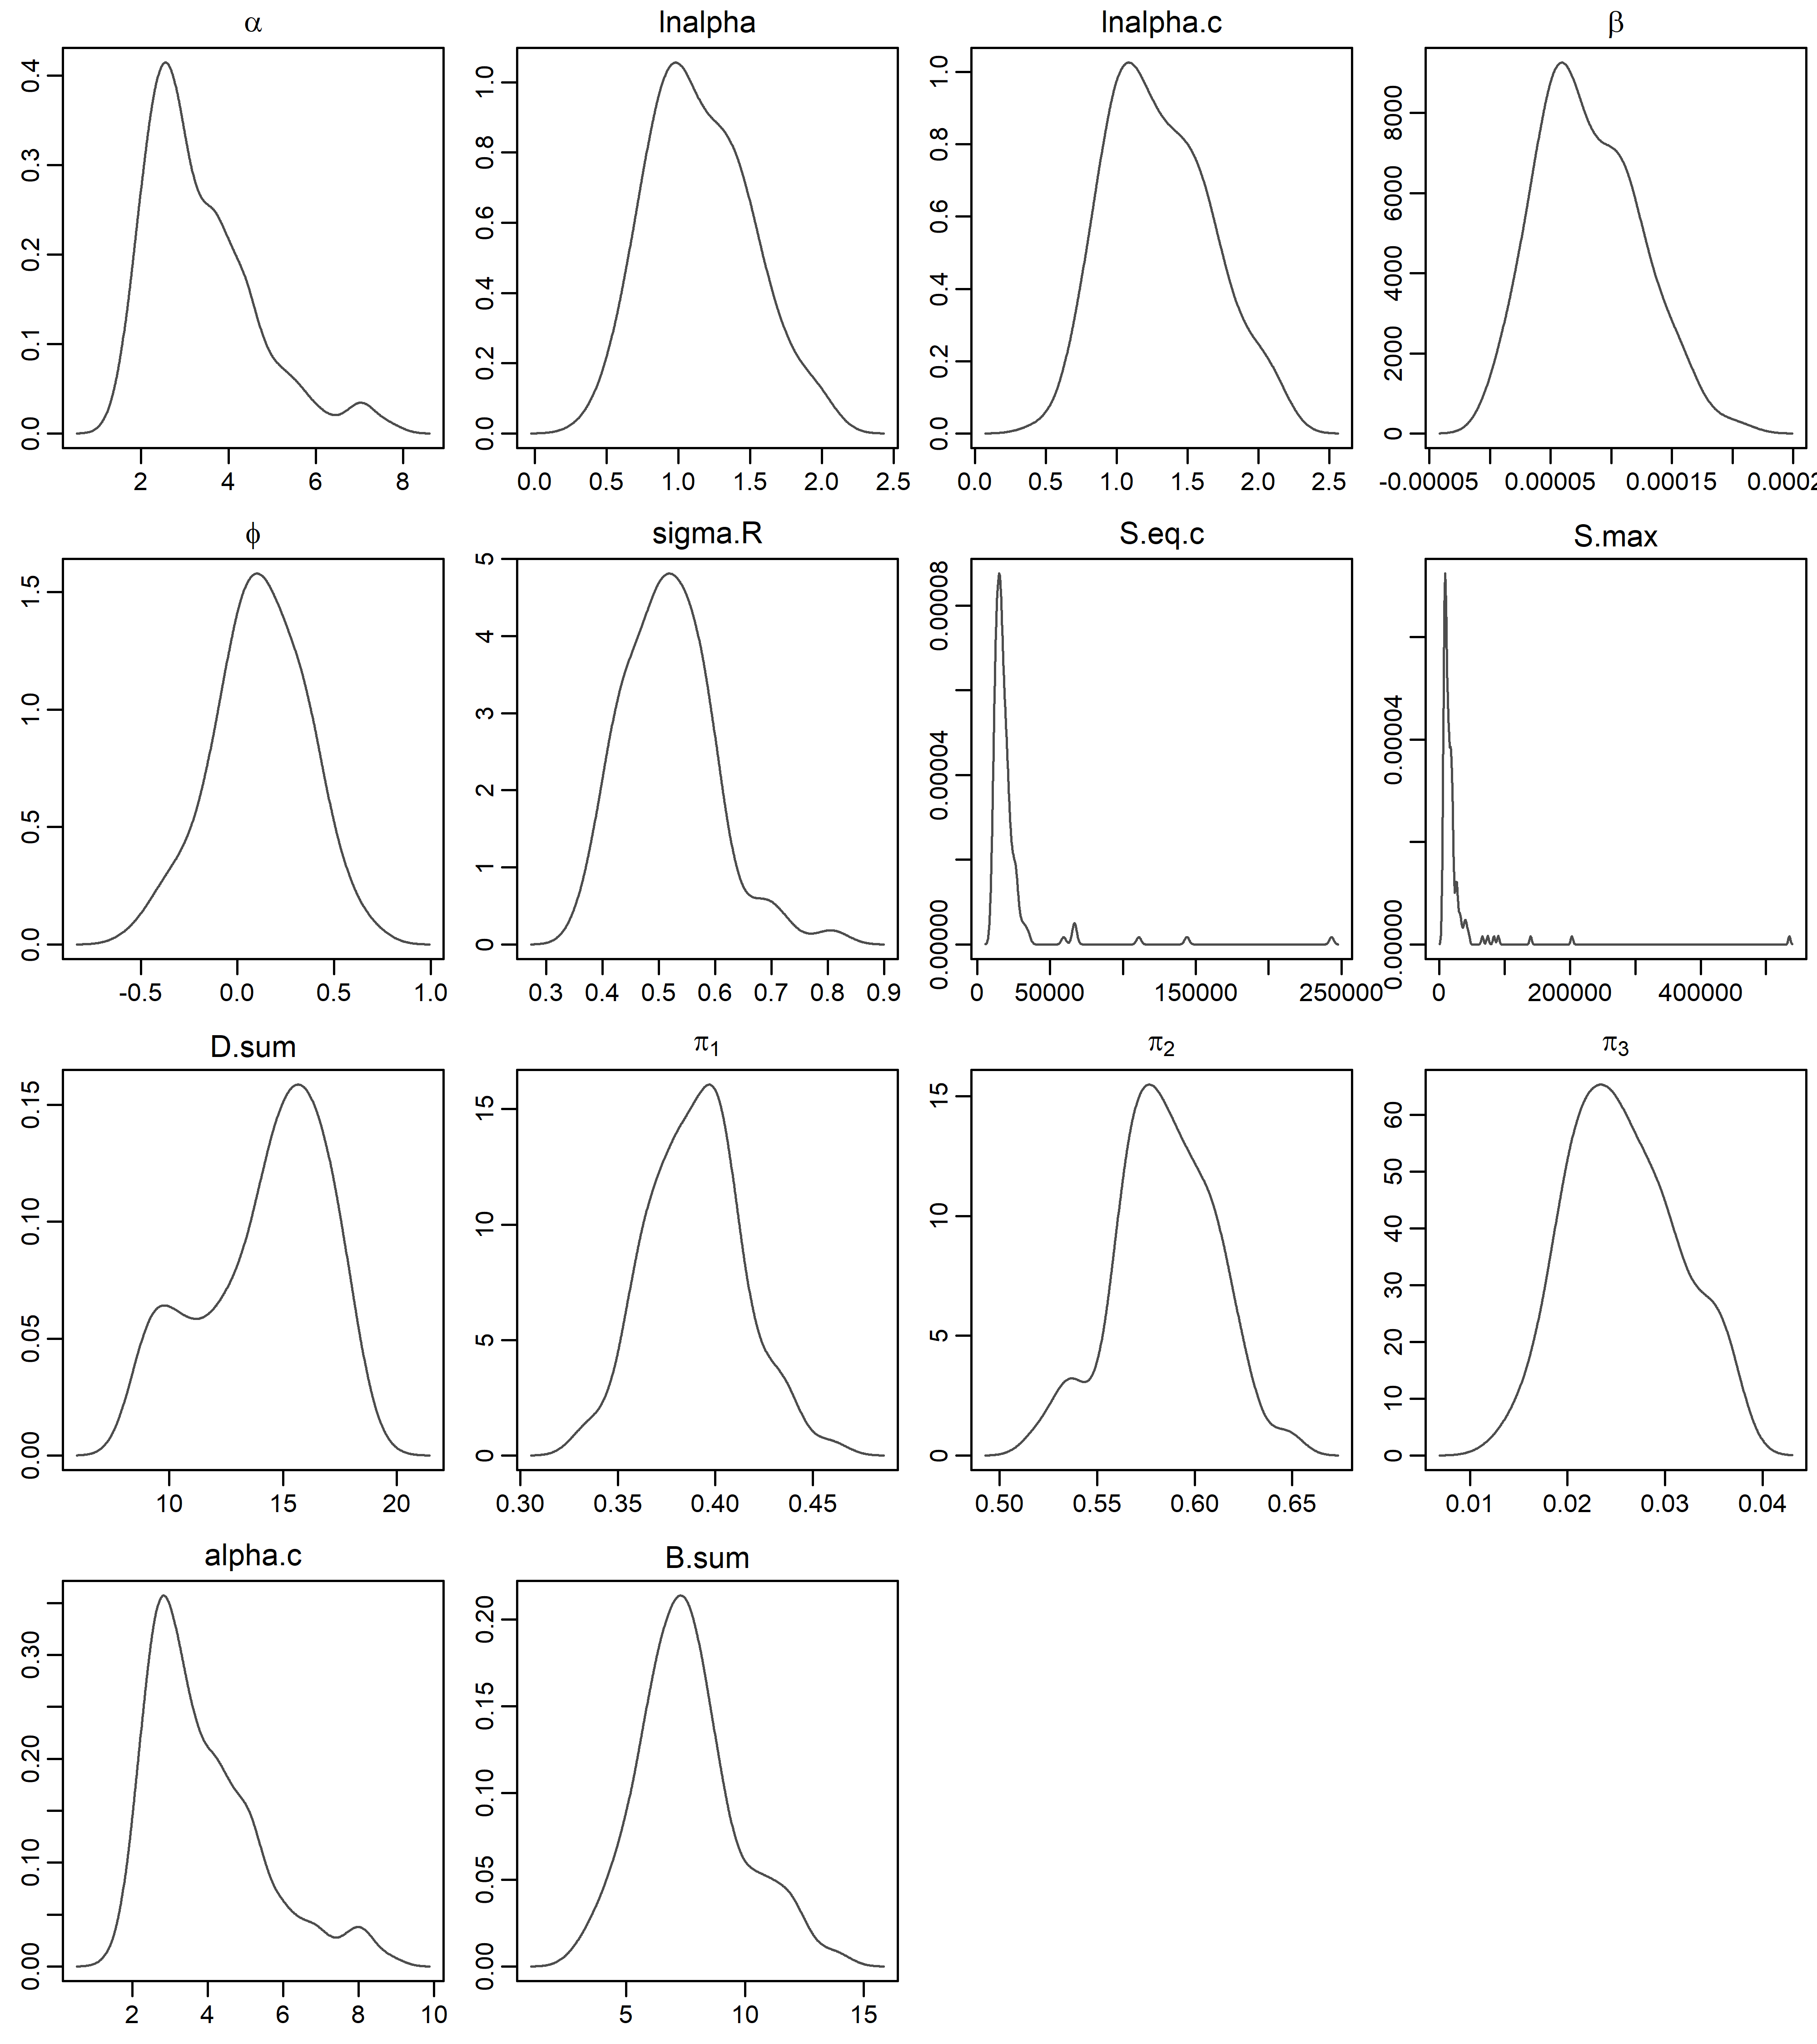 α
lnalpha
lnalpha.c
β
0.0 0.1 0.2 0.3 0.4
2 4 6 8
0.0 0.2 0.4 0.6 0.8 1.0
0.0 0.5 1.0 1.5 2.0 2.5
0.0 0.2 0.4 0.6 0.8 1.0
0.0 0.5 1.0 1.5 2.0 2.5
0 2000 4000 6000 8000
-0.00005 0.00005 0.00015 0.0002
ϕ
sigma.R
S.eq.c
S.max
0.0 0.5 1.0 1.5
-0.5 0.0 0.5 1.0
0 1 2 3 4 5
0.3 0.4 0.5 0.6 0.7 0.8 0.9
0.00000 0.00004 0.00008
0 50000 150000 250000
0.00000 0.00004
0 200000 400000
D.sum
π1
π2
π3
0.00 0.05 0.10 0.15
10 15 20
0 5 10 15
0.30 0.35 0.40 0.45
0 5 10 15
0.50 0.55 0.60 0.65
0 10 20 30 40 50 60
0.01 0.02 0.03 0.04
alpha.c
B.sum
0.00 0.10 0.20 0.30
2 4 6 8 10
0.00 0.05 0.10 0.15 0.20
5 10 15